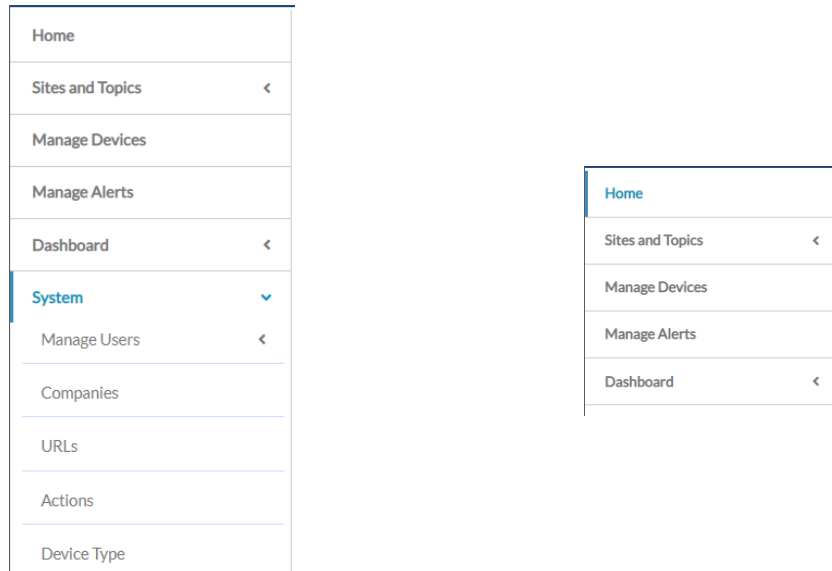 Home
Sites and Topics
Manage Devices
Manage Alerts
Dashboard
System
Manage Users
Companies
URLs
Actions
Device Type
Home
Sites and Topics
Manage Devices
Manage Alerts
Dashboard